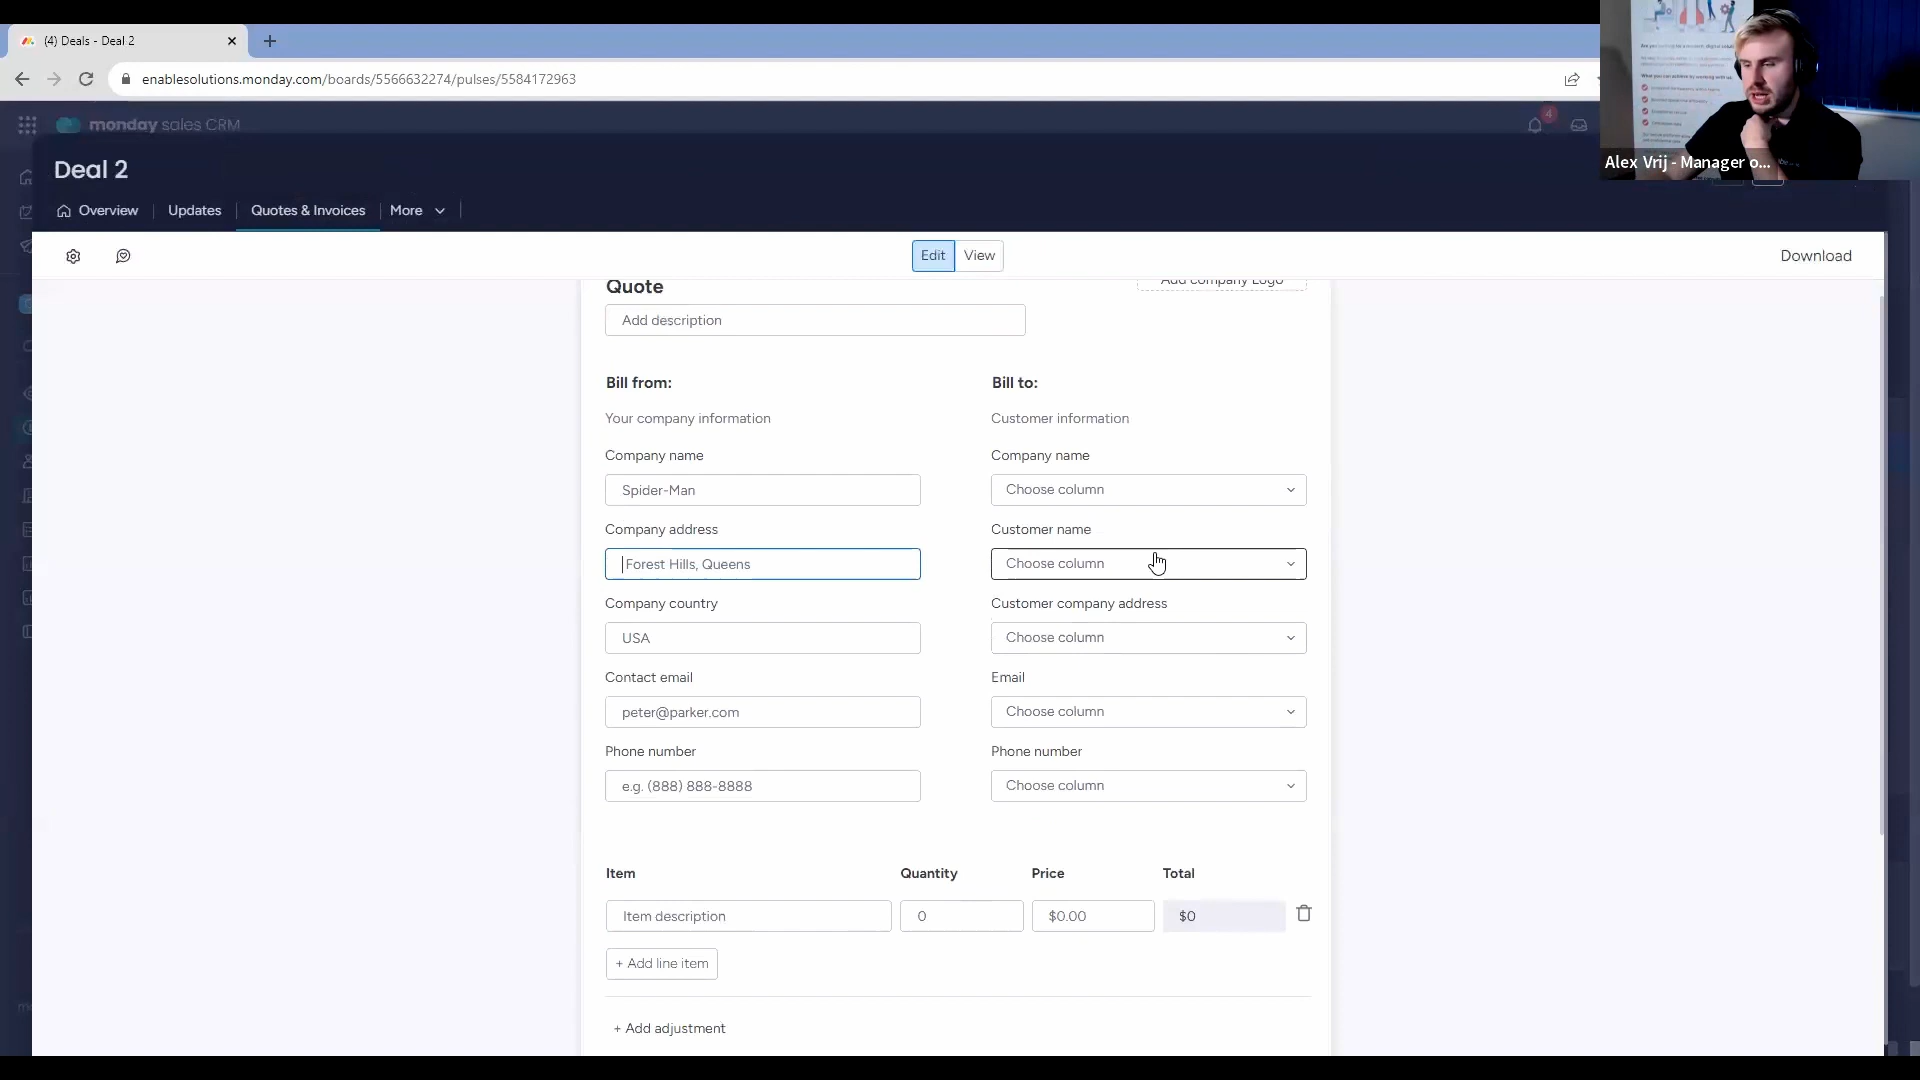 (4) Deals - Deal 2
enablesolutions.monday.com/boards/5566632274/pulses/5584172963
monday sales CRM
4
Deal 2
Overview
Updates
Quotes & Invoices
More
Alex Vrij - Manager o...
Edit
View
Download
Quote
Add company Logo
Add description
Bill from:
Bill to:
Your company information
Customer information
Company name
Company name
Spider-Man
Choose column
Company address
Customer name
Forest Hills, Queens
Choose column
Company country
Customer company address
USA
Choose column
Contact email
Email
peter@parker.com
Choose column
Phone number
Phone number
e.g. (888) 888-8888
Choose column
Item
Quantity
Price
Total
Item description
0
$0.00
$0
+ Add line item
+ Add adjustment